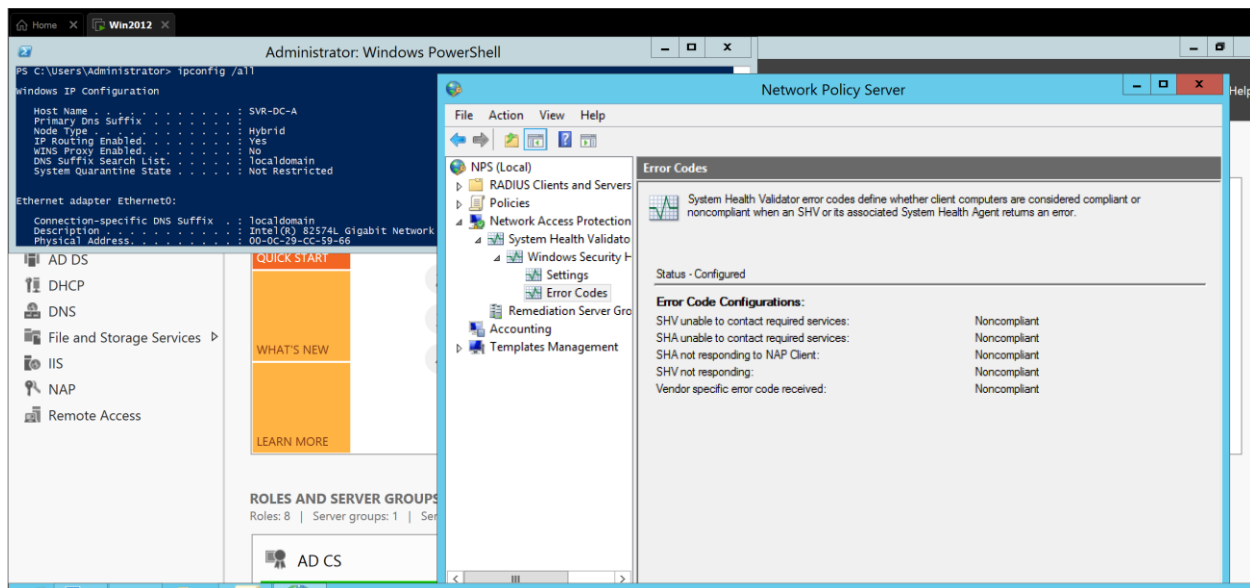 Home
Win2012
Administrator: Windows PowerShell
PS C:\Users\Administrator> ipconfig /all
Windows IP Configuration
Host Name . . . . . . . . . . . . : SVR-DC-A
Primary Dns Suffix . . . . . . . :
Node Type . . . . . . . . . . . . : Hybrid
IP Routing Enabled. . . . . . . . : Yes
WINS Proxy Enabled. . . . . . . . : No
DNS Suffix Search List. . . . . . : localdomain
System Quarantine State . . . . . : Not Restricted
Ethernet adapter Ethernet0:
Connection-specific DNS Suffix . : localdomain
Description . . . . . . . . . . . : Intel(R) 82574L Gigabit Network
Physical Address. . . . . . . . . : 00-0C-29-CC-59-66
AD DS
DHCP
DNS
File and Storage Services
IIS
NAP
Remote Access
QUICK START
WHAT'S NEW
LEARN MORE
ROLES AND SERVER GROUPS
Roles: 8 | Server groups: 1 | Ser
AD CS
Help
Network Policy Server
File Action View Help
NPS (Local)
RADIUS Clients and Servers
Policies
Network Access Protection
System Health Validato
Windows Security H
Settings
Error Codes
Remediation Server Gro
Accounting
Templates Management
Error Codes
System Health Validator error codes define whether client computers are considered compliant or
noncompliant when an SHV or its associated System Health Agent returns an error.
Status - Configured
Error Code Configurations:
SHV unable to contact required services: Noncompliant
SHA unable to contact required services: Noncompliant
SHA not responding to NAP Client: Noncompliant
SHV not responding: Noncompliant
Vendor specific error code received: Noncompliant